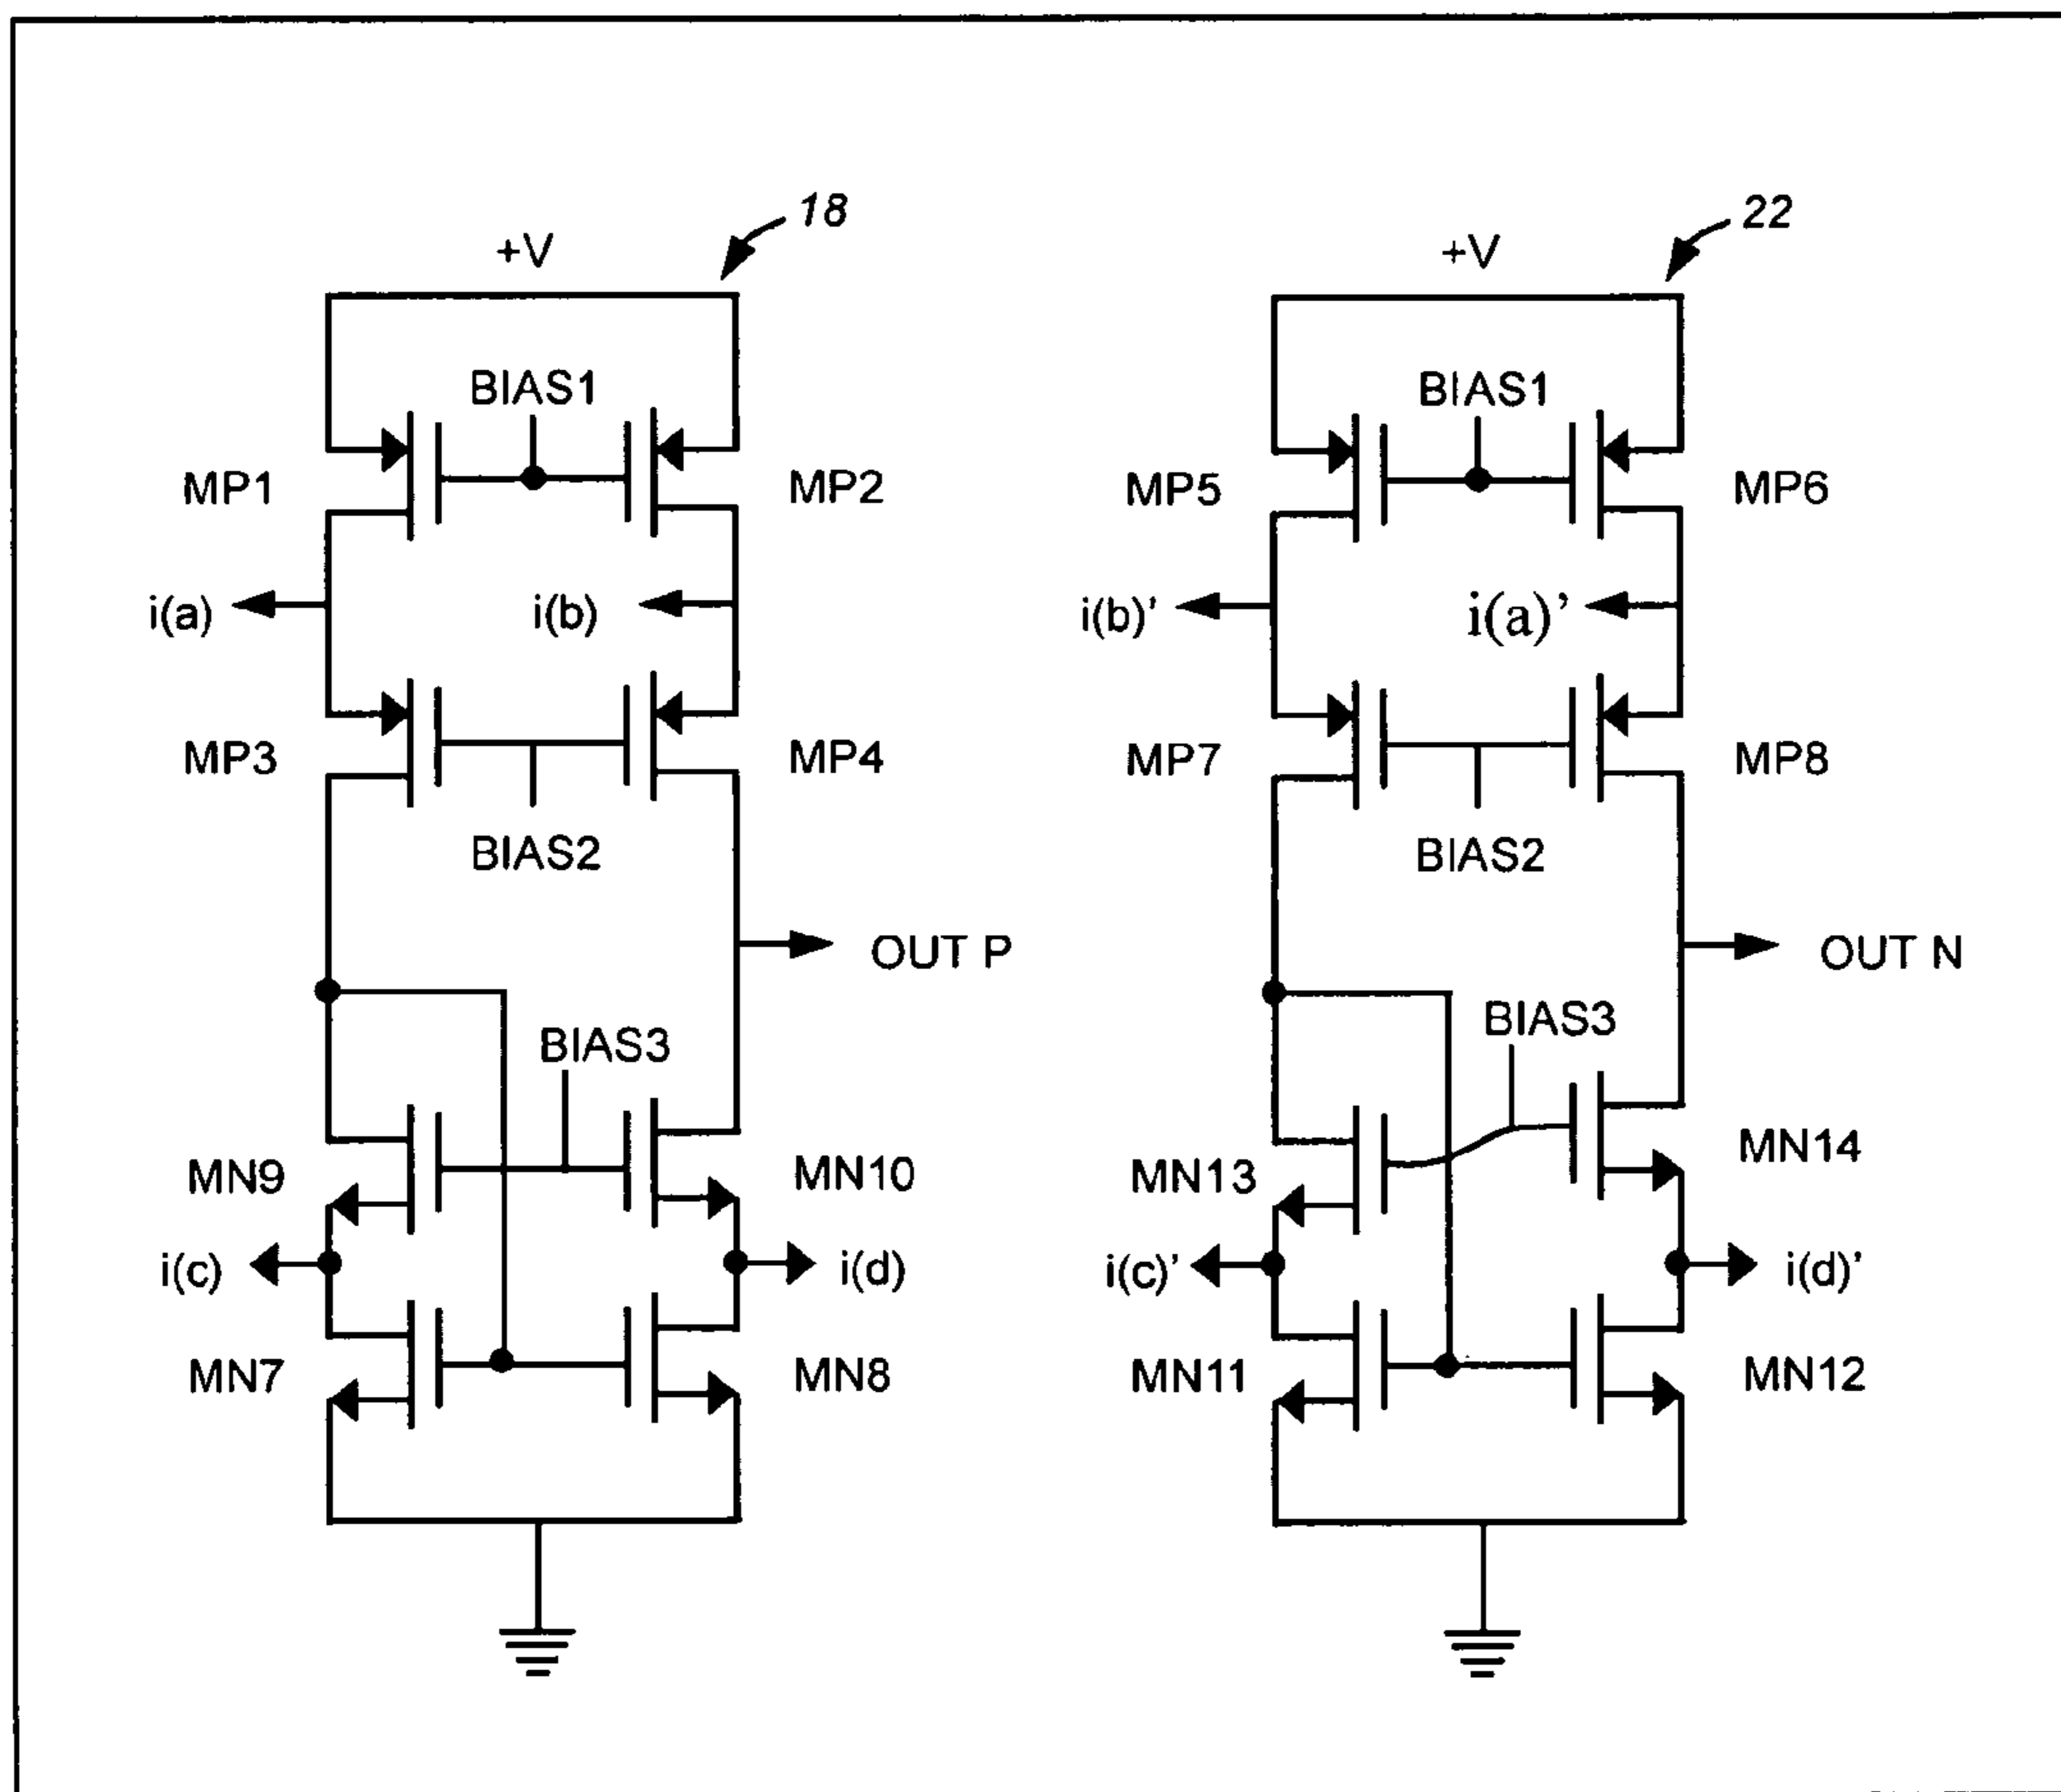 18
22
+V
+V
BIAS1
BIAS1
MP1
MP2
MP5
MP6
i(a)
i(b)
i(b)'
i(a)’
MP3
MP4
MP7
MP8
BIAS2
BIAS2
OUT P
OUT N
BIAS3
BIAS3
MN9
MN10
MN13
MN14
i(c)
i(d)
i(c)'
i(d)'
MN7
MN8
MN11
MN12